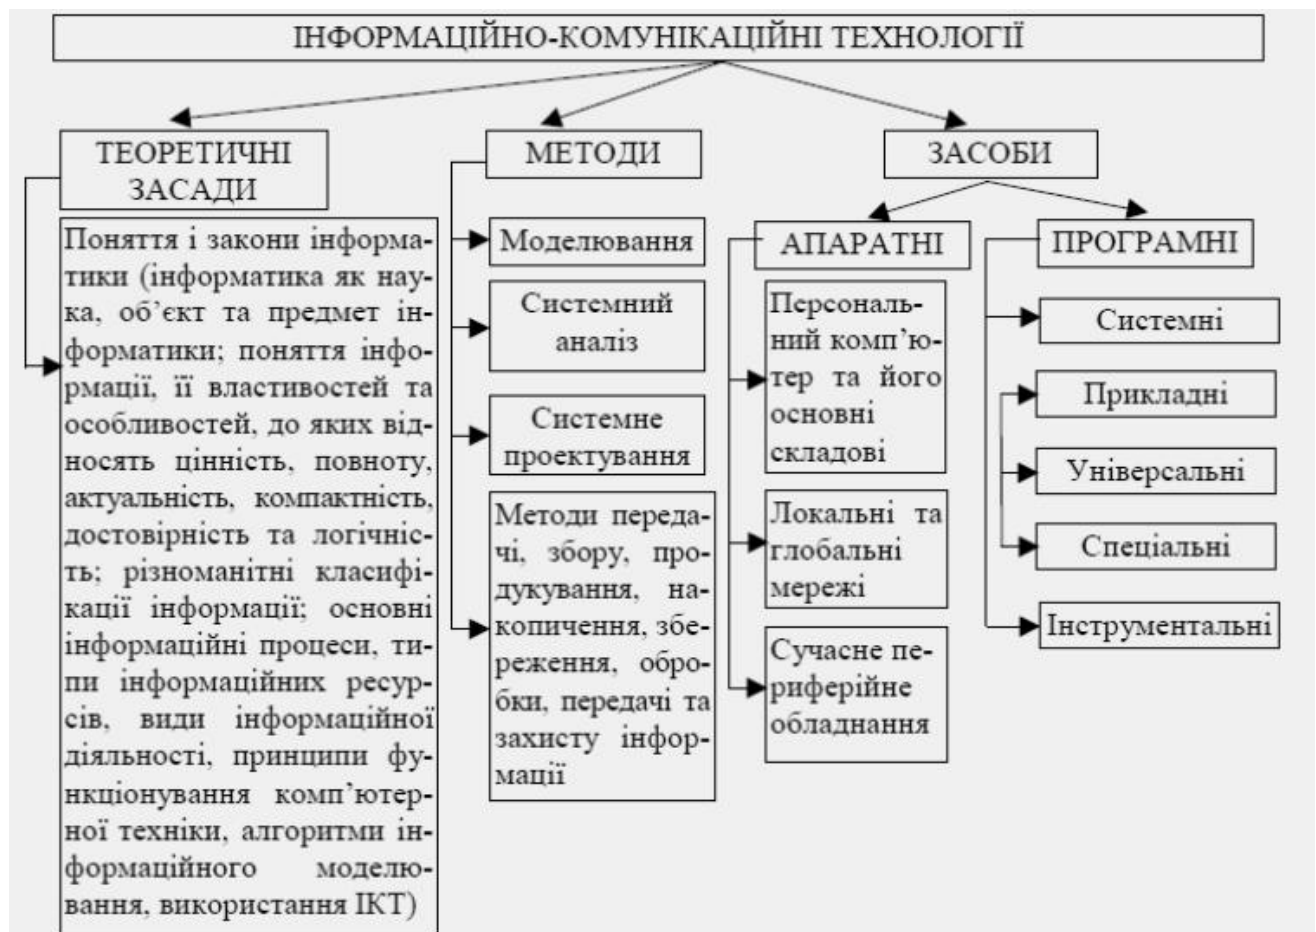 ІНФОРМАЦІЙНО-КОМУНІКАЦІЙНІ ТЕХНОЛОГІЇ
ТЕОРЕТИЧНІ
ЗАСАДИ
Поняття і закони інформа-
тики (інформатика як нау-
ка, об’єкт та предмет ін-
форматики; поняття інфо-
рмації, її властивостей та
особливостей, до яких від-
носять цінність, повноту,
актуальність, компактність,
достовірність та логічніс-
ть; різноманітні класифі-
кації інформації; основні
інформаційні процеси, ти-
пи інформаційних ресур-
сів, види інформаційної
діяльності, принципи фу-
нкціонування комп’ютер-
ної техніки, алгоритми ін-
формаційного моделю-
вання, використання ІКТ)
МЕТОДИ
Моделювання
Системний
аналіз
Системне
проектування
Методи переда-
чі, збору, про-
дукування, на-
копичення, збе-
реження, обро-
бки, передачі та
захисту інфор-
мації
ЗАСОБИ
АПАРАТНІ
Персональ-
ний комп’ю-
тер та його
основні
складові
Локальні та
глобальні
мережі
Сучасне пе-
риферійне
обладнання
ПРОГРАМНІ
Системні
Прикладні
Універсальні
Спеціальні
Інструментальні